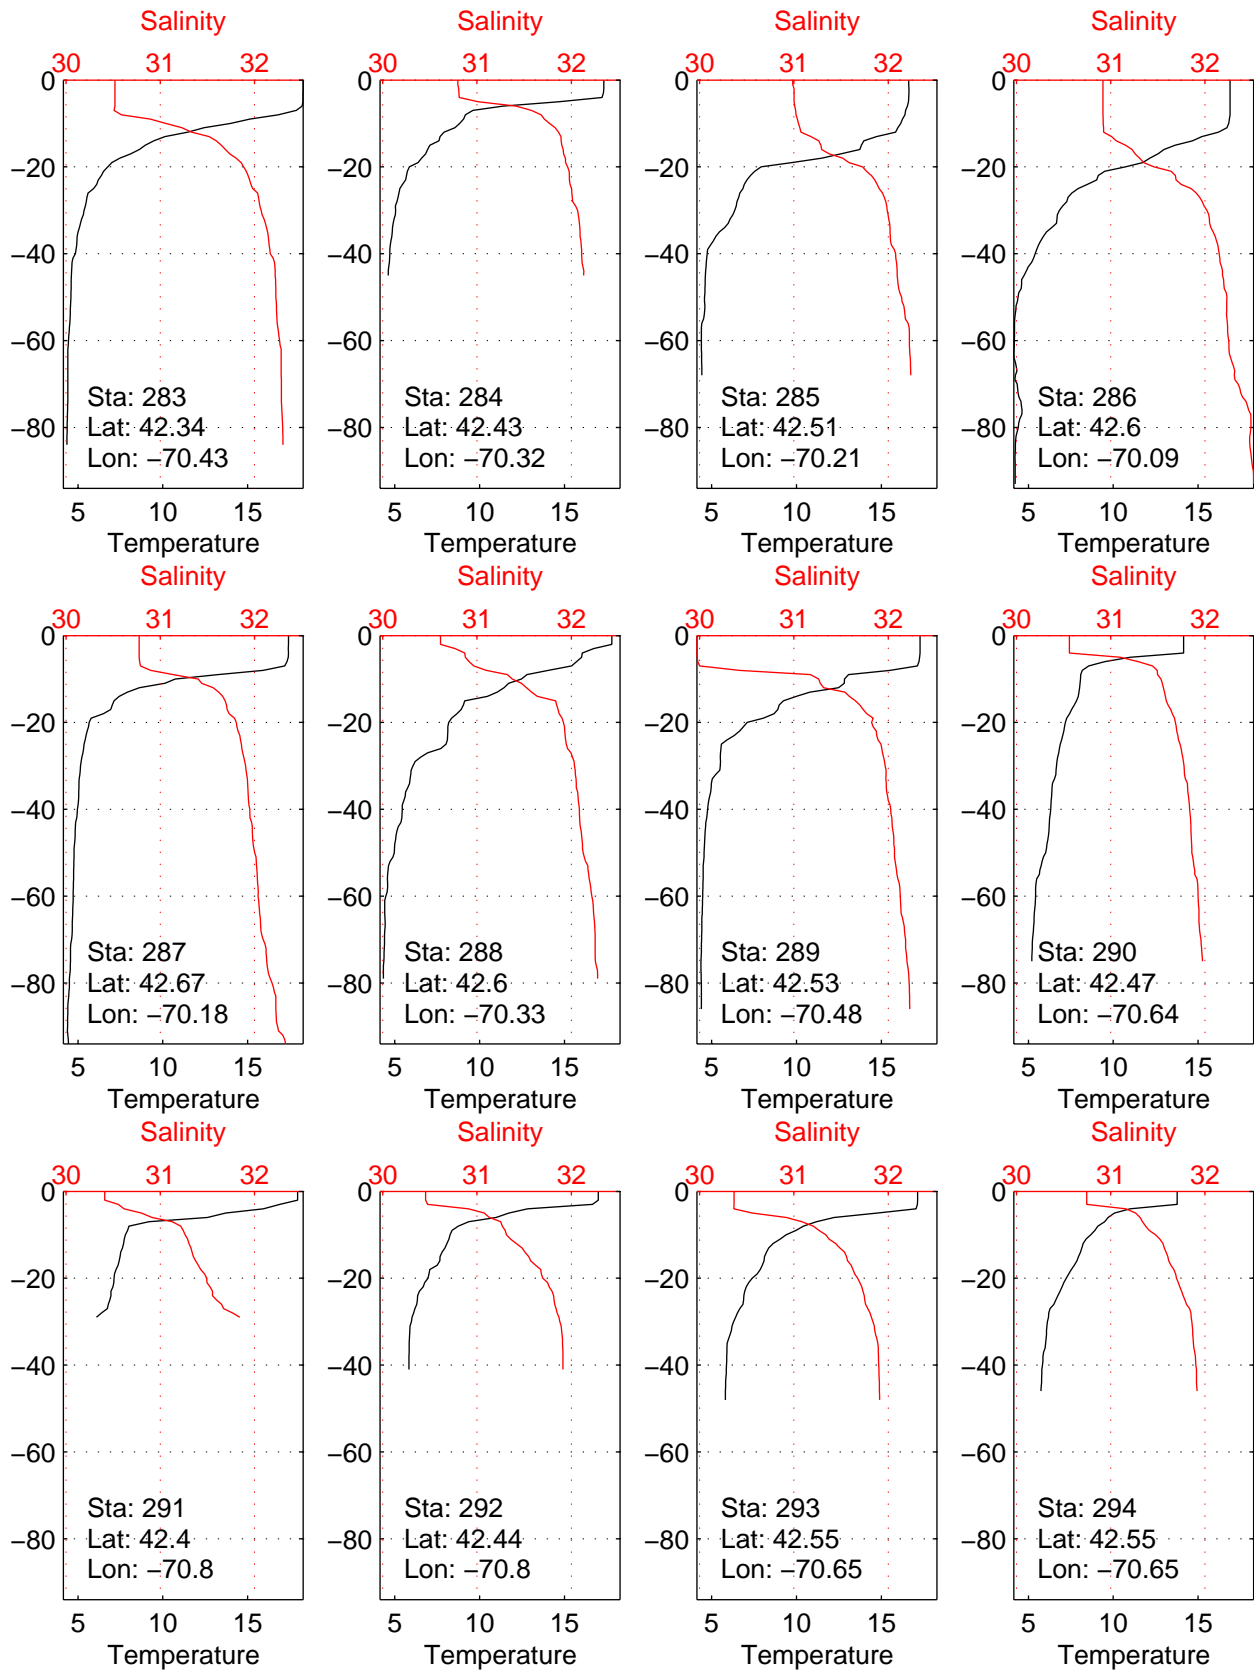 Salinity Salinity Salinity Salinity
30 31 32 30 31 32 30 31 32 30 31 32
0 0 0 0
−20 −20 −20 −20
−40 −40 −40 −40
−60 −60 −60 −60
Sta: 283 Sta: 284 Sta: 285 Sta: 286
Lat: 42.34 Lat: 42.43 Lat: 42.51 Lat: 42.6
−80 −80 −80 −80
Lon: −70.43 Lon: −70.32 Lon: −70.21 Lon: −70.09
5 10 15 5 10 15 5 10 15 5 10 15
Temperature Temperature Temperature Temperature
Salinity Salinity Salinity Salinity
30 31 32 30 31 32 30 31 32 30 31 32
0 0 0 0
−20 −20 −20 −20
−40 −40 −40 −40
−60 −60 −60 −60
Sta: 287 Sta: 288 Sta: 289 Sta: 290
Lat: 42.67 Lat: 42.6 Lat: 42.53 Lat: 42.47
−80 −80 −80 −80
Lon: −70.18 Lon: −70.33 Lon: −70.48 Lon: −70.64
5 10 15 5 10 15 5 10 15 5 10 15
Temperature Temperature Temperature Temperature
Salinity Salinity Salinity Salinity
30 31 32 30 31 32 30 31 32 30 31 32
0 0 0 0
−20 −20 −20 −20
−40 −40 −40 −40
−60 −60 −60 −60
Sta: 291 Sta: 292 Sta: 293 Sta: 294
Lat: 42.4 Lat: 42.44 Lat: 42.55 Lat: 42.55
−80 −80 −80 −80
Lon: −70.8 Lon: −70.8 Lon: −70.65 Lon: −70.65
5 10 15 5 10 15 5 10 15 5 10 15
Temperature Temperature Temperature Temperature